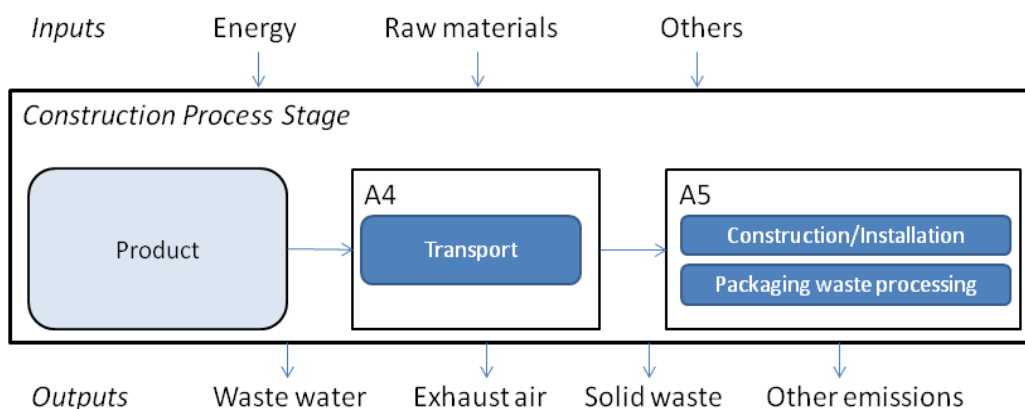 Inputs Energy Raw materials Others
Construction Process Stage
A4
A5
Product
Transport
Construction/Installation
Packaging waste processing
Outputs Waste water Exhaust air Solid waste Other emissions